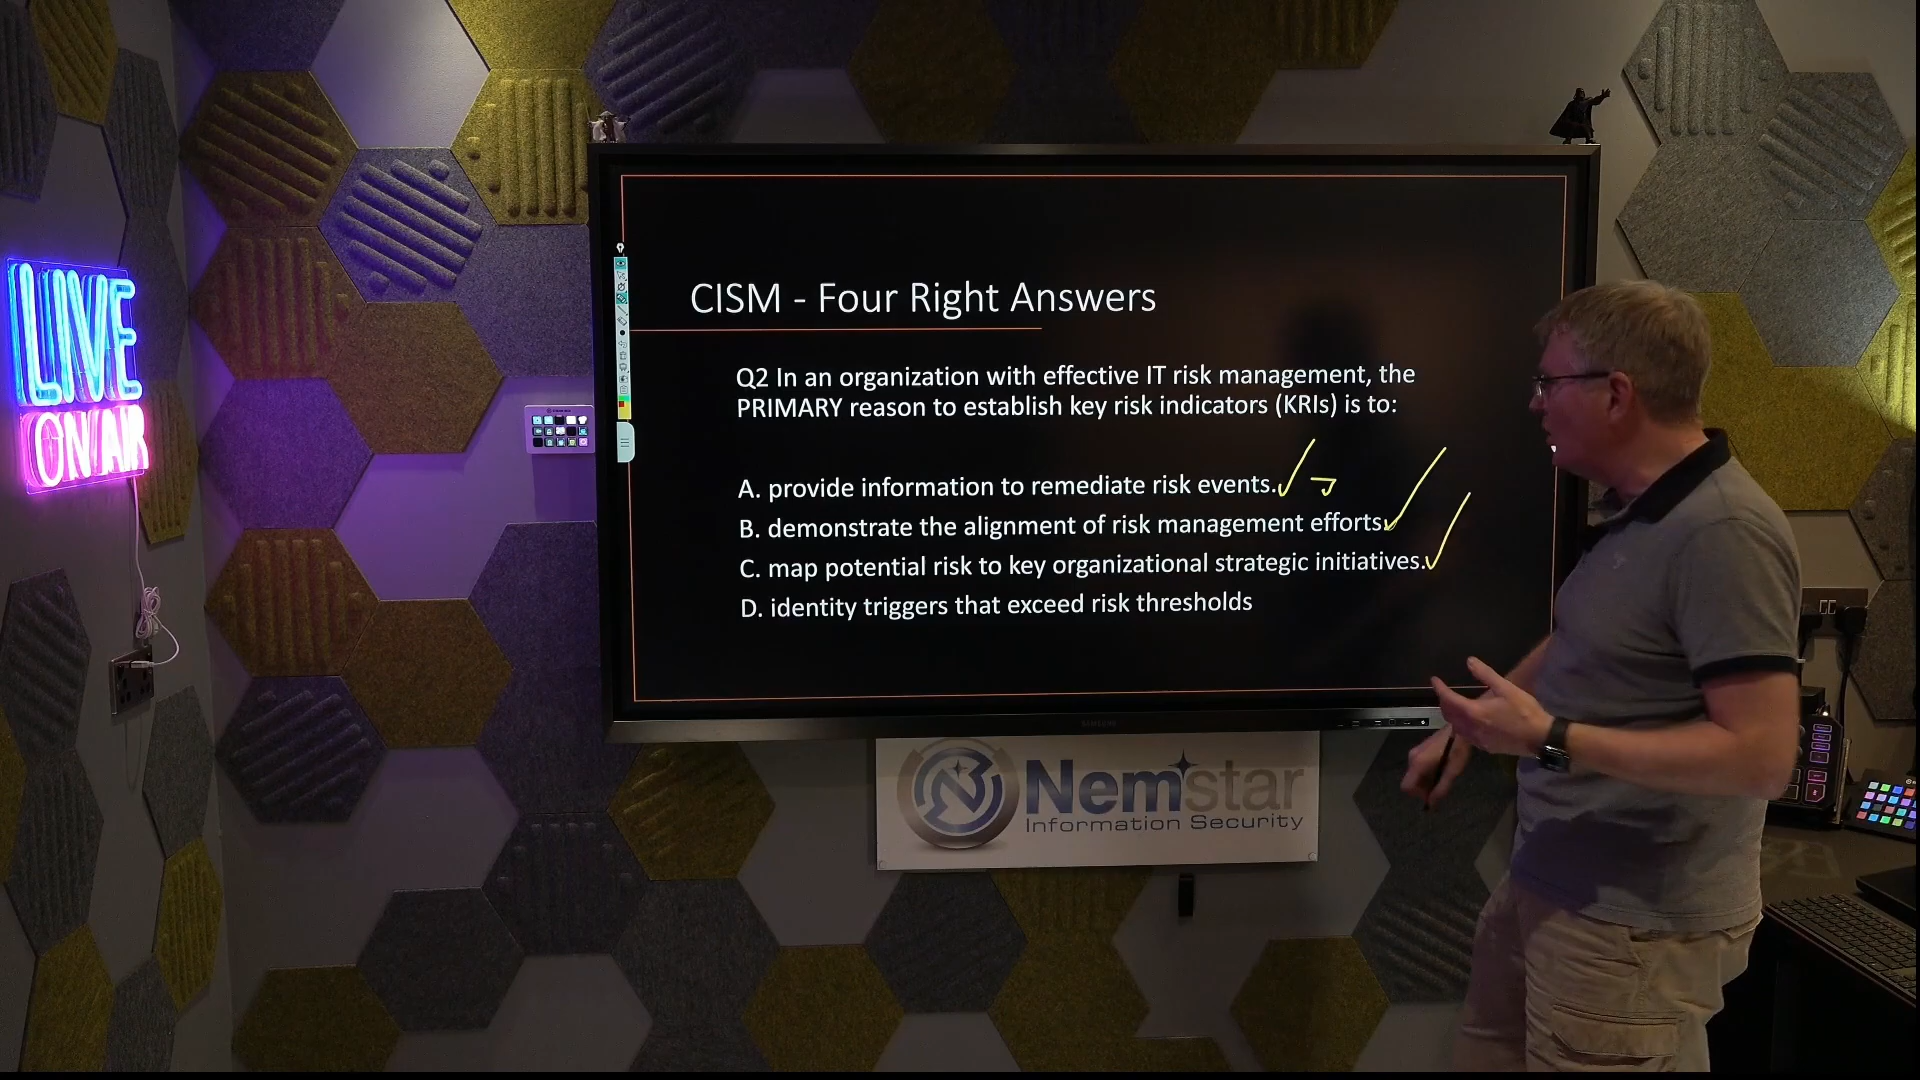 LIVE
ON AIR
CISM - Four Right Answers
Q2 In an organization with effective IT risk management, the
PRIMARY reason to establish key risk indicators (KRIs) is to:
A. provide information to remediate risk events.
B. demonstrate the alignment of risk management efforts.
C. map potential risk to key organizational strategic initiatives.
D. identity triggers that exceed risk thresholds
Nemstar
Information Security